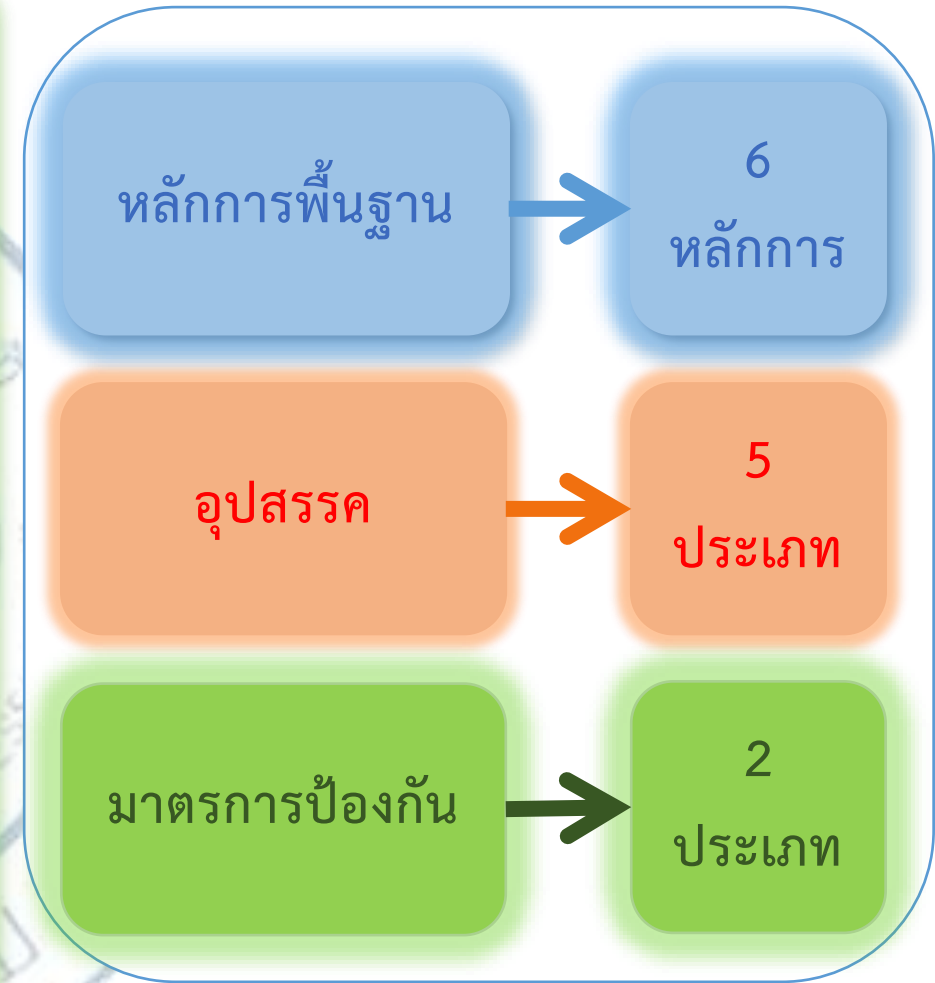 หลักการพื้นฐาน
6
หลักการ
อุปสรรค
5
ประเภท
มาตรการป้องกัน
2
ประเภท